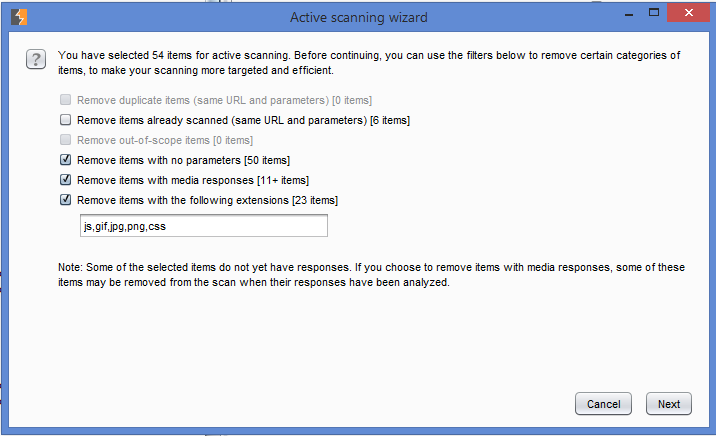 Active scanning wizard
You have selected 54 items for active scanning. Before continuing, you can use the filters below to remove certain categories of
items, to make your scanning more targeted and efficient.
Remove duplicate items (same URL and parameters) [0 items]
Remove items already scanned (same URL and parameters) [6 items]
Remove out-of-scope items [0 items]
Remove items with no parameters [50 items]
Remove items with media responses [11+ items]
Remove items with the following extensions [23 items]
js,gif,jpg,png,css
Note: Some of the selected items do not yet have responses. If you choose to remove items with media responses, some of these
items may be removed from the scan when their responses have been analyzed.
Cancel
Next